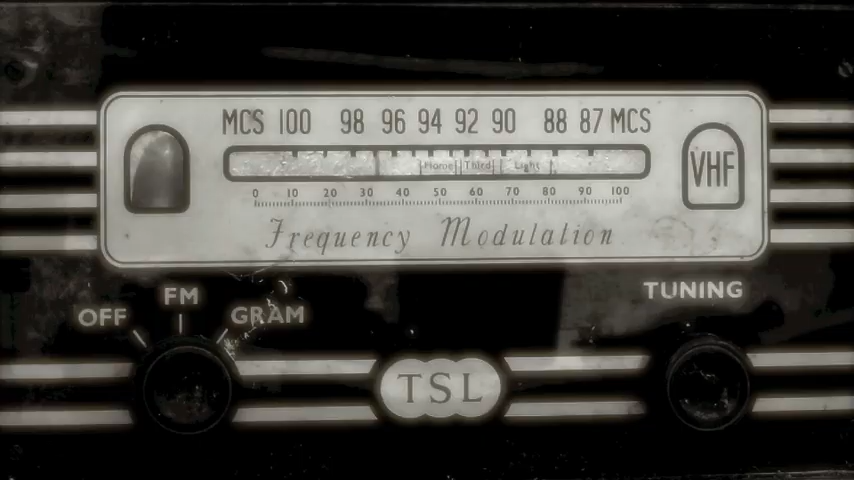 MCS 100 98 96 94 92 90 88 87 MCS
Home Third Light
VHF
0 10 20 30 40 50 60 70 80 90 100
Frequency Modulation
OFF FM GRAM
TUNING
TSL